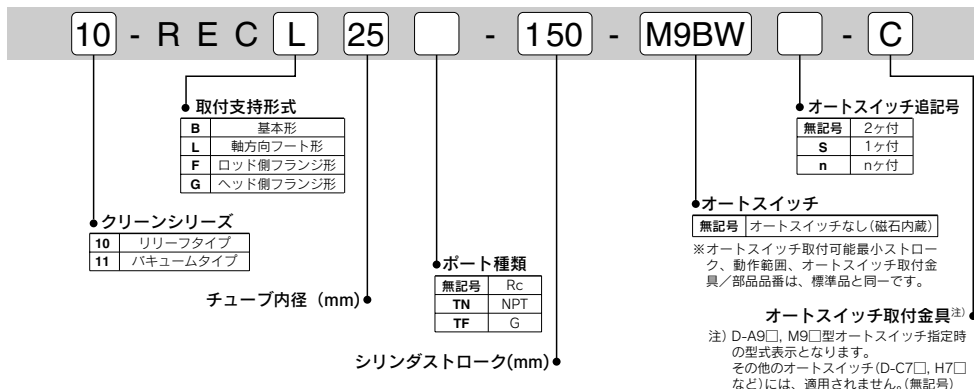 10 - REC L 25 - 150 - M9BW - C
取付支持形式
B 基本形
L 軸方向フート形
F ロッド側フランジ形
G ヘッド側フランジ形
クリーンシリーズ
10 リリーフタイプ
11 バキュームタイプ
チューブ内径（mm）
ポート種類
無記号 Rc
TN NPT
TF G
シリンダストローク(mm)
オートスイッチ追記号
無記号 2ヶ付
S 1ヶ付
n nヶ付
オートスイッチ
無記号 オートスイッチなし(磁石内蔵)
※オートスイッチ取付可能最小ストロー
ク、動作範囲、オートスイッチ取付金
具／部品品番は、標準品と同一です。
オートスイッチ取付金具注)
注) D-A9□, M9□型オートスイッチ指定時
の型式表示となります。
その他のオートスイッチ(D-C7□, H7□
など)には、適用されません。(無記号)